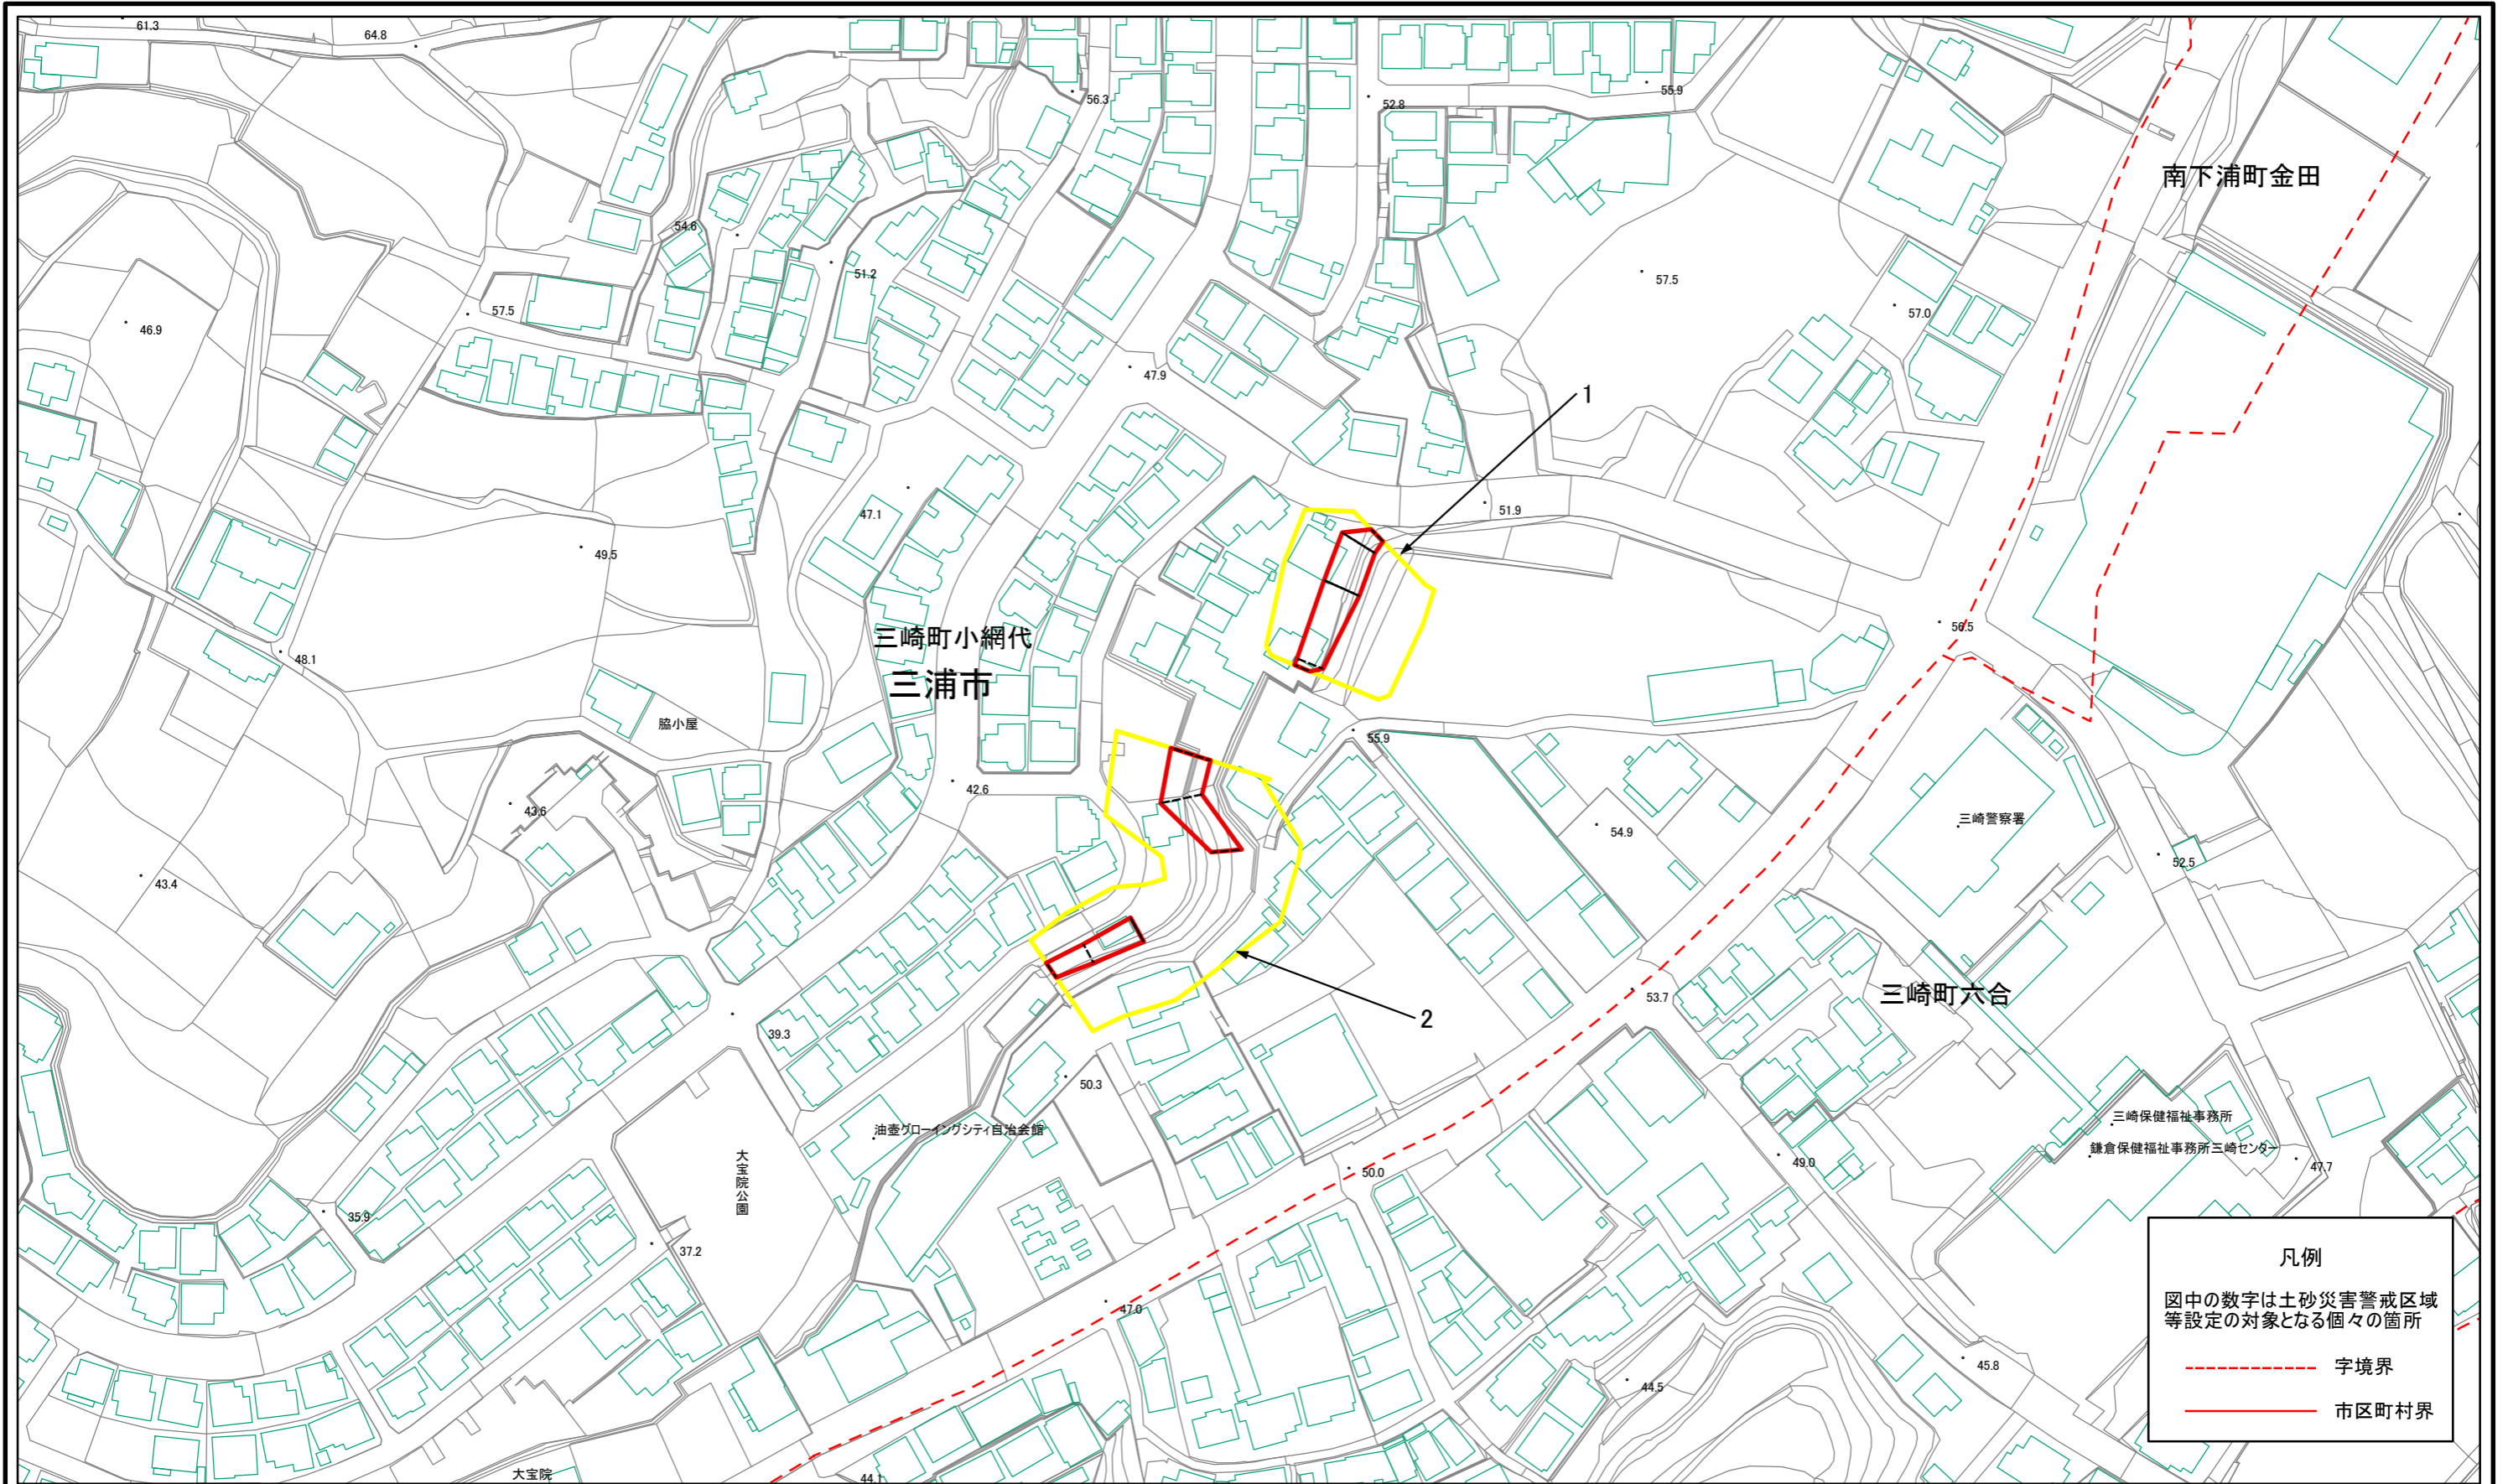 61.3
64.8
56.3
52.8
55.9
南下浦町金田
54.6
51.2
57.5
57.5
57.0
46.9
47.9
1
47.1
51.9
49.5
三崎町小網代
56.5
48.1
三浦市
脇小屋
55.9
42.6
43.6
54.9
三崎警察署
52.5
43.4
53.7
三崎町六合
2
39.3
50.3
油壺グローイングシティ自治会館
三崎保健福祉事務所
鎌倉保健福祉事務所三崎センター
47.7
大宝院公園
50.0
49.0
35.9
37.2
47.0
45.8
44.5
大宝院
44.1
凡例
図中の数字は土砂災害警戒区域
等設定の対象となる個々の箇所
字境界
市区町村界